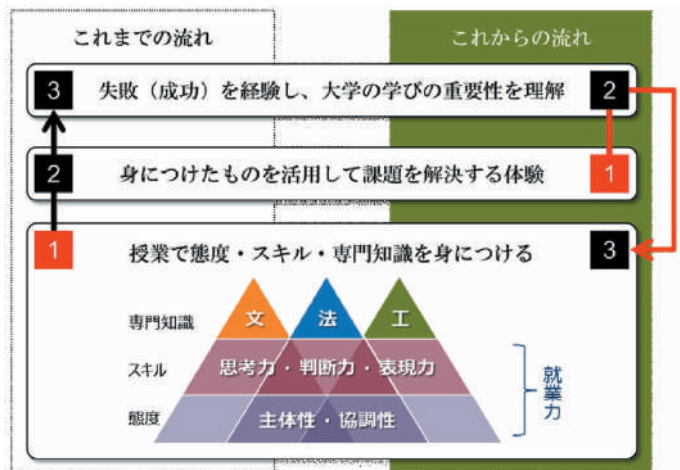 これまでの流れ
これからの流れ
3 失敗（成功）を経験し、大学の学びの重要性を理解 2
2 身につけたものを活用して課題を解決する体験 1
1 授業で態度・スキル・専門知識を身につける 3
専門知識 文 法 工
スキル 思考力・判断力・表現力
態度 主体性・協調性
就業力